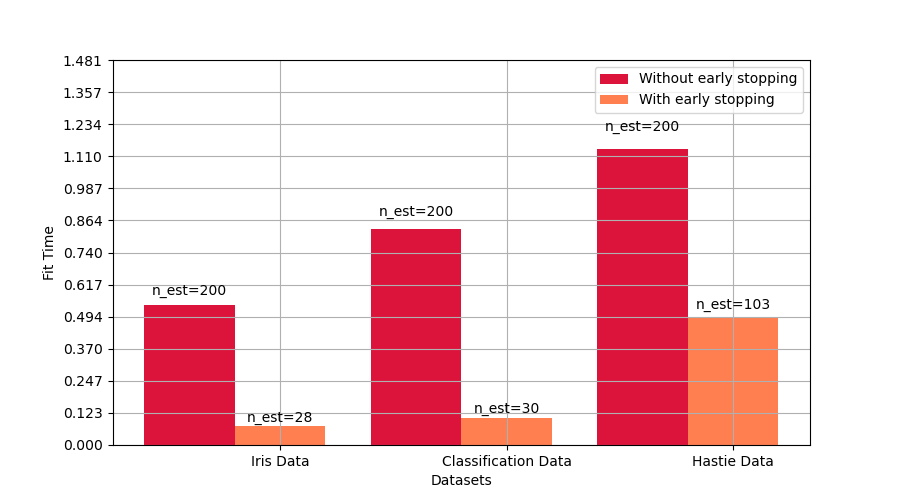 1.481
1.357
1.234
1.110
0.987
0.864
0.740
0.617
0.494
0.370
0.247
0.123
0.000
Fit Time
Without early stopping
With early stopping
n_est=200
n_est=200
n_est=200
n_est=103
n_est=28
n_est=30
Iris Data
Classification Data
Hastie Data
Datasets